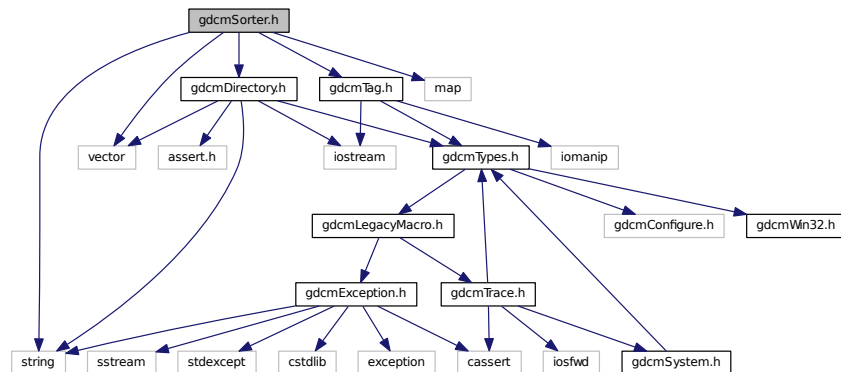 gdcmSorter.h
gdcmDirectory.h
gdcmTag.h
map
vector
assert.h
iostream
gdcmTypes.h
iomanip
gdcmLegacyMacro.h
gdcmConfigure.h
gdcmWin32.h
gdcmException.h
gdcmTrace.h
string
sstream
stdexcept
cstdlib
exception
cassert
iosfwd
gdcmSystem.h